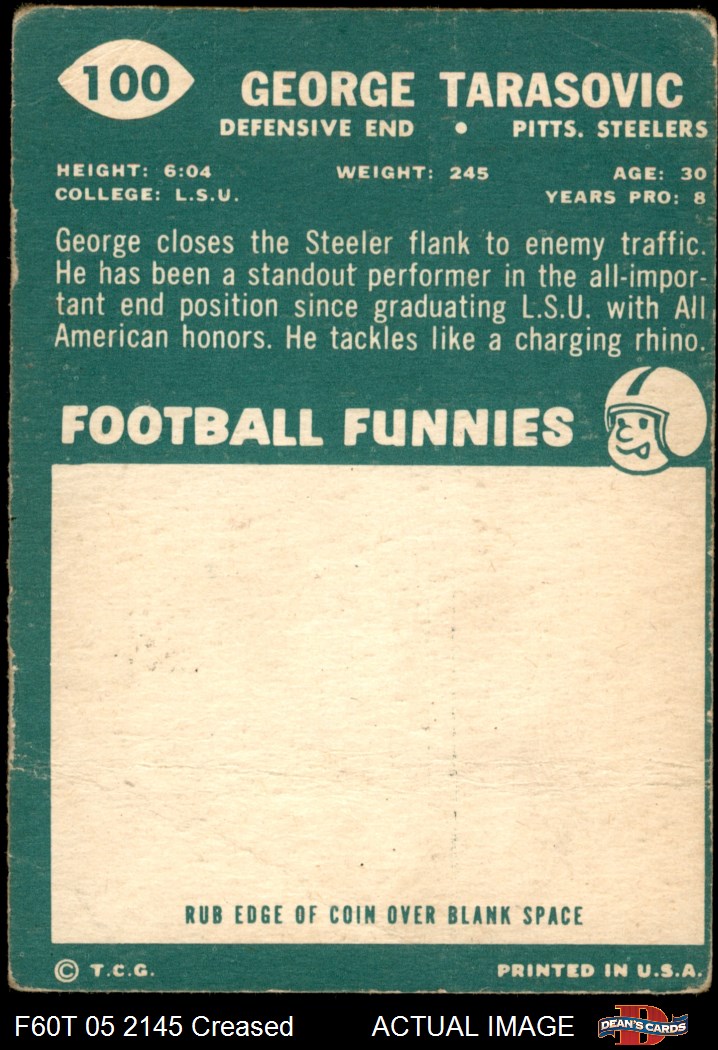 100
GEORGE TARASOVIC
DEFENSIVE END • PITTS. STEELERS
HEIGHT: 6:04 WEIGHT: 245 AGE: 30
COLLEGE: L.S.U. YEARS PRO: 8
George closes the Steeler flank to enemy traffic.
He has been a standout performer in the all-impor-
tant end position since graduating L.S.U. with All
American honors. He tackles like a charging rhino.
FOOTBALL FUNNIES
RUB EDGE OF COIN OVER BLANK SPACE
© T.C.G. PRINTED IN U.S.A.
F60T 05 2145 Creased ACTUAL IMAGE D DEAN'S CARDS